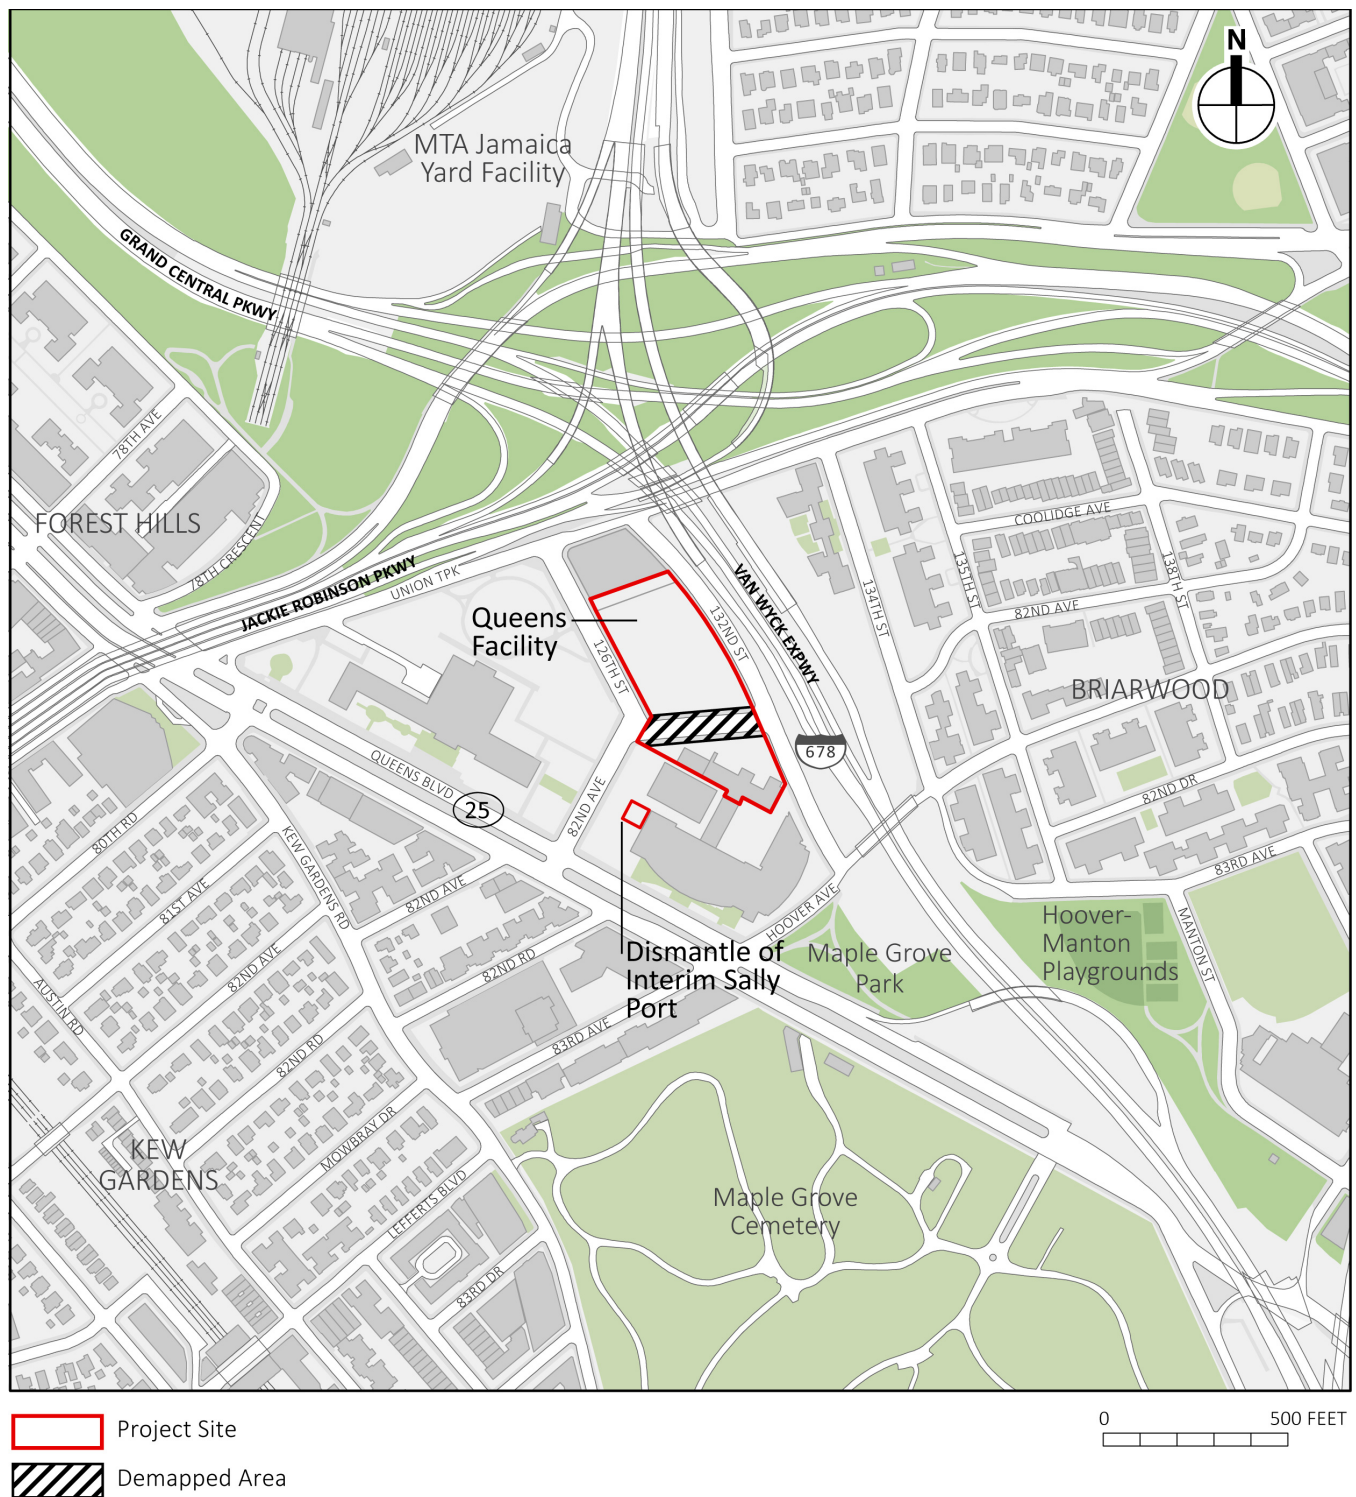 N
MTA Jamaica
Yard Facility
GRAND CENTRAL PKWY
78TH AVE
FOREST HILLS
78TH CRESCENT
JACKIE ROBINSON PKWY
UNION TPK
COOLIDGE AVE
135TH ST
138TH ST
134TH ST
82ND AVE
VAN WYCK EXPWY
132ND ST
Queens
Facility
126TH ST
BRIARWOOD
678
QUEENS BLVD
25
82ND AVE
82ND DR
80TH RD
KEW GARDENS RD
83RD AVE
81ST AVE
82ND AVE
HOOVER AVE
MANTON ST
Hoover-
Manton
Playgrounds
Dismantle of
Interim Sally
Port
Maple Grove
Park
82ND RD
82ND AVE
AUSTIN RD
83RD AVE
82ND RD
MOWBRAY DR
KEW
GARDENS
LEFFERTS BLVD
Maple Grove
Cemetery
83RD DR
Project Site
0 500 FEET
Demapped Area